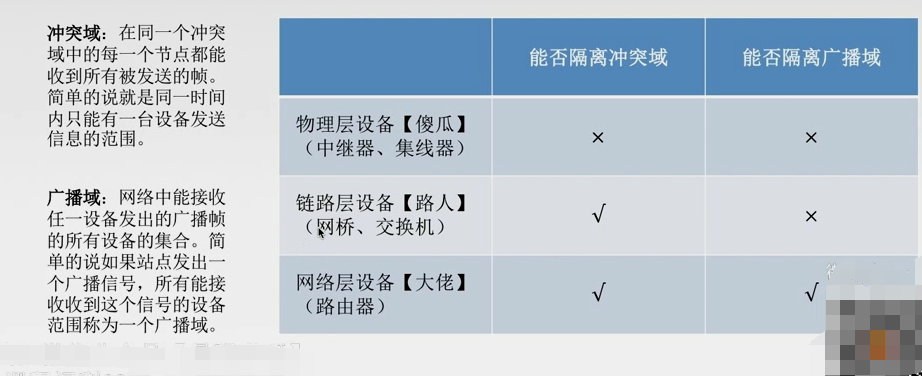 冲突域：在同一个冲突
域中的每一个节点都能
收到所有被发送的帧。
简单的说就是同一时间
内只能有一台设备发送
信息的范围。
广播域：网络中能接收
任一设备发出的广播帧
的所有设备的集合。简
单的说如果站点发出一
个广播信号，所有能接
收收到这个信号的设备
范围称为一个广播域。
能否隔离冲突域 能否隔离广播域
物理层设备【傻瓜】
（中继器、集线器） × ×
链路层设备【路人】
（网桥、交换机） √ ×
网络层设备【大佬】
（路由器） √ √